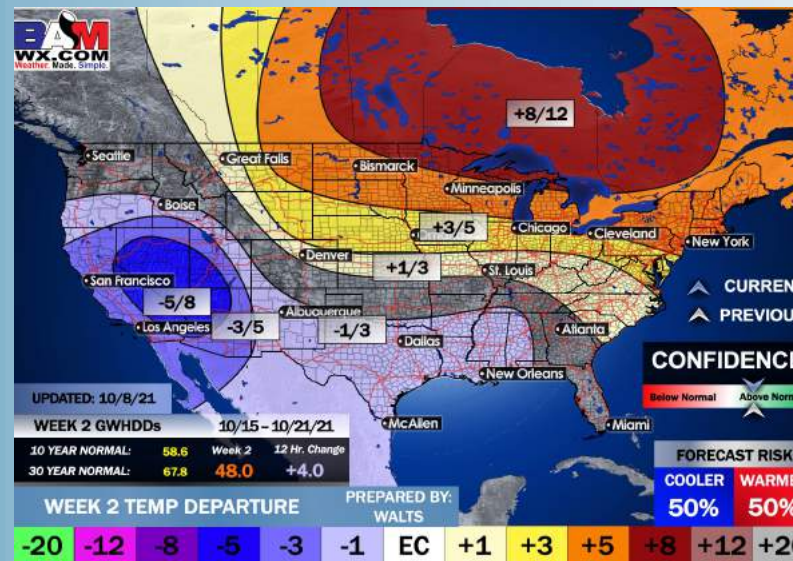 BAM
WX.COM
Weather. Made. Simple.
+8/12
Seattle
Great Falls
Bismarck
Minneapolis
Boise
+3/5
Chicago
Cleveland
New York
Denver
+1/3
St. Louis
San Francisco
-5/8
Albuquerque
Los Angeles
-3/5
-1/3
Dallas
Atlanta
New Orleans
McAllen
Miami
CURREN
PREVIOU
CONFIDENC
Below Normal Above Norm
UPDATED: 10/8/21
WEEK 2 GWHDDs 10/15 - 10/21/21
10 YEAR NORMAL: 58.6 Week 2 12 Hr. Change
30 YEAR NORMAL: 67.8 48.0 +4.0
FORECAST RISK
COOLER WARME
50% 50%
WEEK 2 TEMP DEPARTURE
PREPARED BY:
WALTS
-20 -12 -8 -5 -3 -1 EC +1 +3 +5 +8 +12 +20